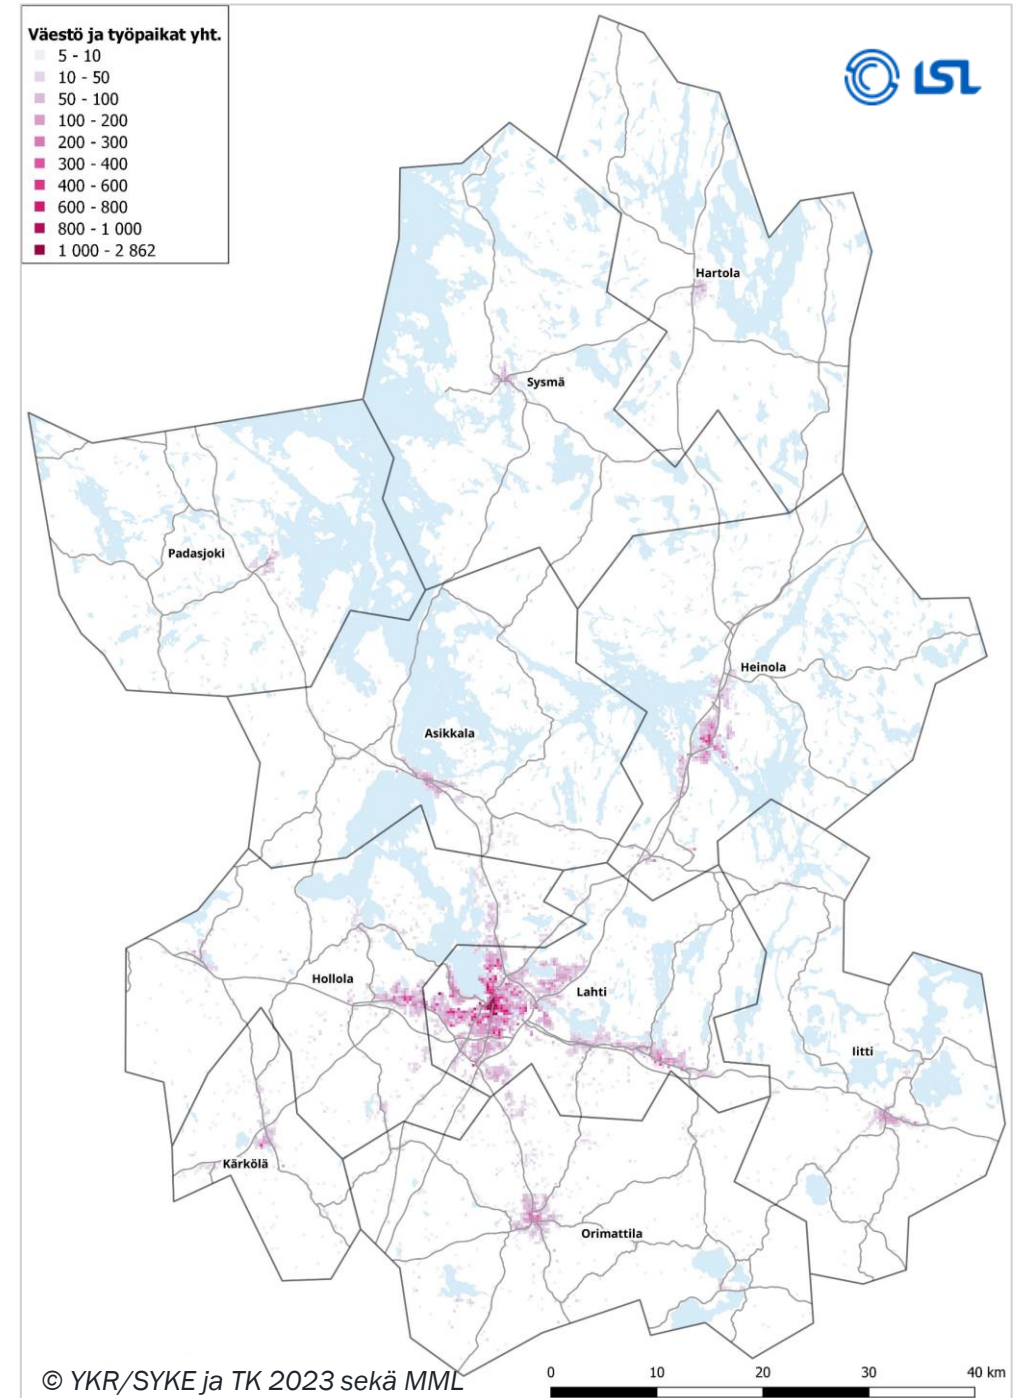 Väestö ja työpaikat yht.
5 - 10
10 - 50
50 - 100
100 - 200
200 - 300
300 - 400
400 - 600
600 - 800
800 - 1 000
1 000 - 2 862
LSL
Hartola
Sysmä
Padasjoki
Heinola
Asikkala
Hollola
Lahti
Iitti
Kärkölä
Orimattila
© YKR/SYKE ja TK 2023 sekä MML
0 10 20 30 40 km